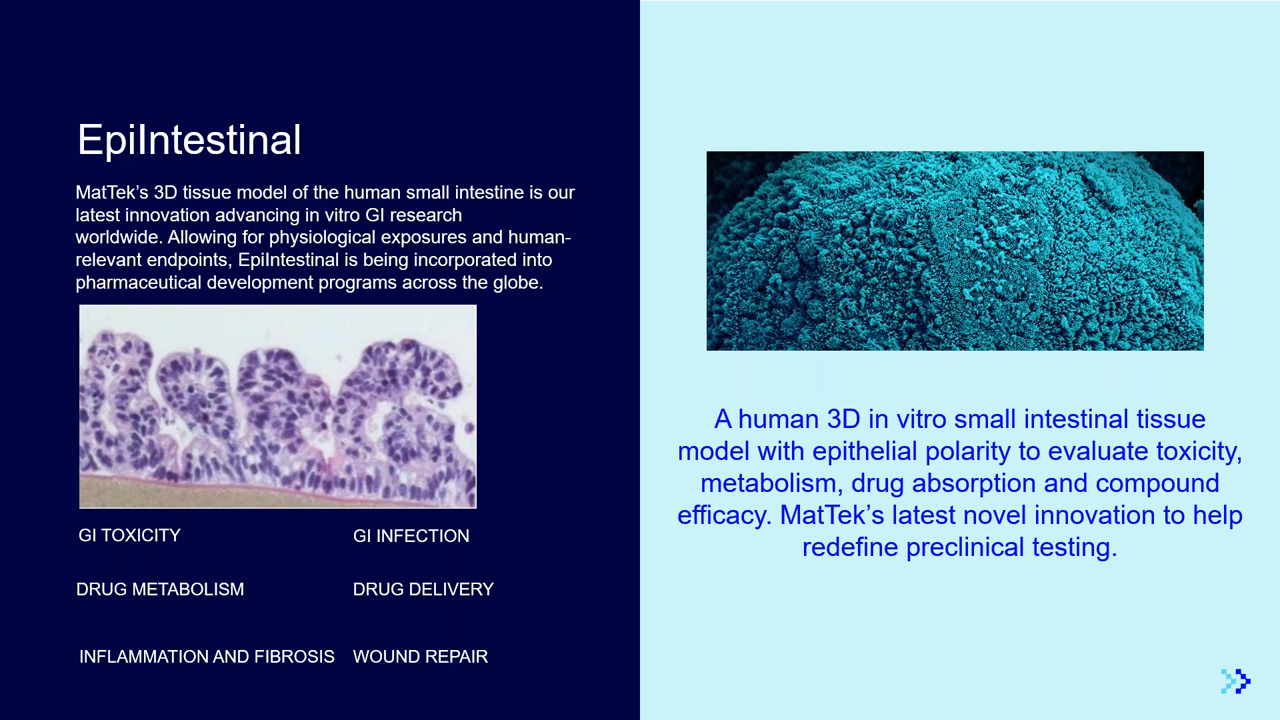 EpiIntestinal
MatTek’s 3D tissue model of the human small intestine is our
latest innovation advancing in vitro GI research
worldwide. Allowing for physiological exposures and human-
relevant endpoints, EpiIntestinal is being incorporated into
pharmaceutical development programs across the globe.
GI TOXICITY
GI INFECTION
DRUG METABOLISM
DRUG DELIVERY
INFLAMMATION AND FIBROSIS
WOUND REPAIR
A human 3D in vitro small intestinal tissue
model with epithelial polarity to evaluate toxicity,
metabolism, drug absorption and compound
efficacy. MatTek’s latest novel innovation to help
redefine preclinical testing.